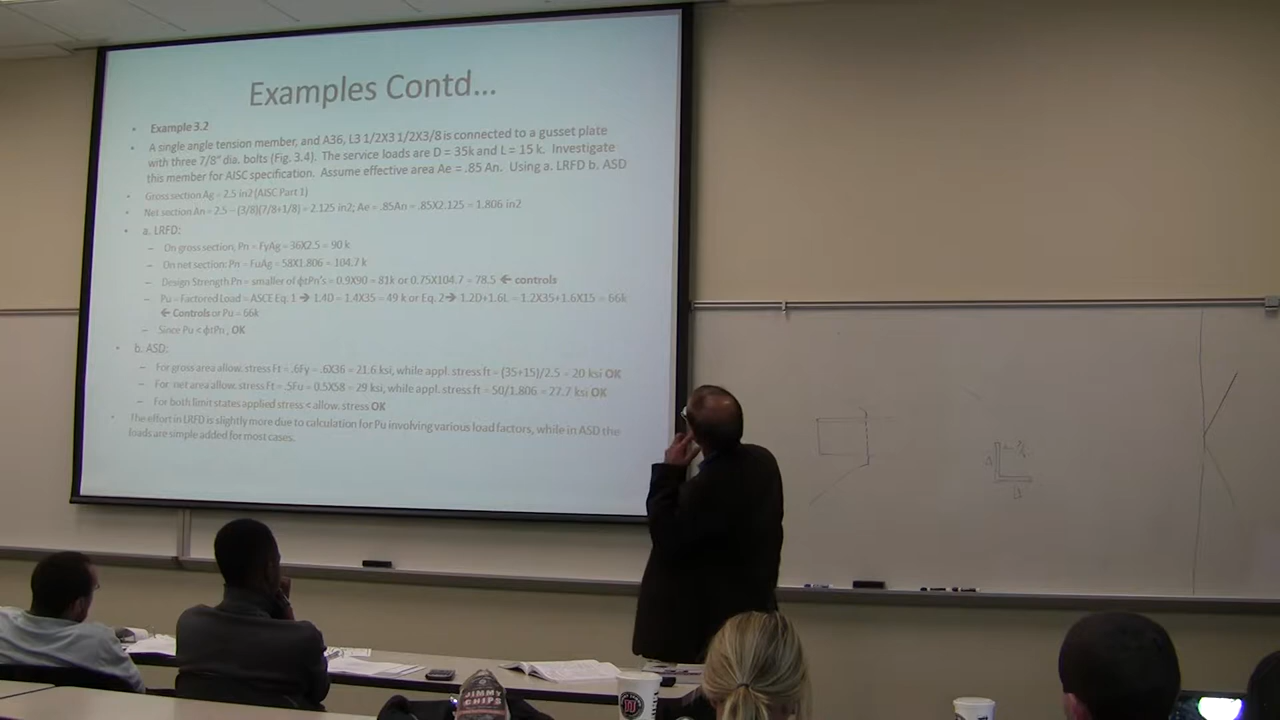 Examples Contd...
• Example 3.2
• A single angle tension member, and A36, L3 1/2X3 1/2X3/8 is connected to a gusset plate
with three 7/8" dia. bolts (Fig. 3.4). The service loads are D = 35k and L = 15 k. Investigate
this member for AISC specification. Assume effective area Ae = .85 An. Using a. LRFD b. ASD
• Gross section Ag = 2.5 in2 (AISC Part 1)
• Net section An = 2.5 – (3/8)(7/8+1/8) = 2.125 in2; Ae = .85An = .85X2.125 = 1.806 in2
• a. LRFD:
– On gross section; Pn = FyAg = 36X2.5 = 90 k
– On net section: Pn = FuAg = 58X1.806 = 104.7 k
– Design Strength Pn = smaller of ϕtPn's = 0.9X90 = 81k or 0.75X104.7 = 78.5 ← controls
– Pu = Factored Load = ASCE Eq. 1 → 1.4D = 1.4X35 = 49 k or Eq. 2 → 1.2D+1.6L = 1.2X35+1.6X15 = 66k
← Controls or Pu = 66k
– Since Pu < ϕtPn , OK
• b. ASD:
– For gross area allow. stress Ft = .6Fy = .6X36 = 21.6 ksi, while appl. stress ft = (35+15)/2.5 = 20 ksi OK
– For net area allow. stress Ft = .5Fu = 0.5X58 = 29 ksi, while appl. stress ft = 50/1.806 = 27.7 ksi OK
– For both limit states applied stress < allow. stress OK
• The effort in LRFD is slightly more due to calculation for Pu involving various load factors, while in ASD the
loads are simple added for most cases.
JIMMY
CHIPS